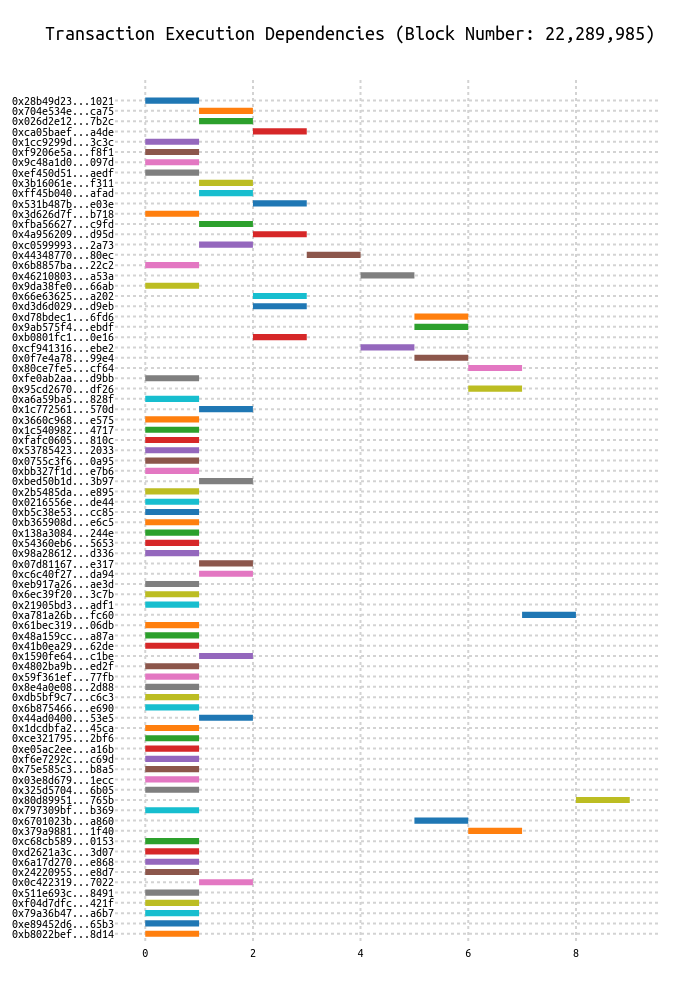 Transaction Execution Dependencies (Block Number: 22,289,985)
0x28b49d23...1021
0x704e534e...ca75
0x026d2e12...7b2c
0xca05baef...a4de
0x1cc9299d...3c3c
0xf9206e5a...f8f1
0x9c48a1d0...097d
0xef450d51...aedf
0x3b16061e...f311
0xff45b040...afad
0x531b487b...e03e
0x3d626d7f...b718
0xfba56627...c9fd
0x4a956209...d95d
0xc0599993...2a73
0x44348770...80ec
0x6b8857ba...22c2
0x46210803...a53a
0x9da38fe0...66ab
0x66e63625...a202
0xd3d6d029...d9eb
0xd78bdec1...6fd6
0x9ab575f4...ebdf
0xb0801fc1...0e16
0xcf941316...ebe2
0x0f7e4a78...99e4
0x80ce7fe5...cf64
0xfe0ab2aa...d9bb
0x95cd2670...df26
0xa6a59ba5...828f
0x1c772561...570d
0x3660c968...e575
0x1c540982...4717
0xfafc0605...810c
0x53785423...2033
0x0755c3f6...0a95
0xbb327f1d...e7b6
0xbed50b1d...3b97
0x2b5485da...e895
0x0216556e...de44
0xb5c38e53...cc85
0xb365908d...e6c5
0x138a3084...244e
0x54360eb6...5653
0x98a28612...d336
0x07d81167...e317
0xc6c40f27...da94
0xeb917a26...ae3d
0x6ec39f20...3c7b
0x21905bd3...adf1
0xa781a26b...fc60
0x61bec319...06db
0x48a159cc...a87a
0x41b0ea29...62de
0x1590fe64...c1be
0x4802ba9b...ed2f
0x59f361ef...77fb
0x8e4a0e08...2d88
0xdb5bf9c7...c6c3
0x6b875466...e690
0x44ad0400...53e5
0x1dcdbfa2...45ca
0xce321795...2bf6
0xe05ac2ee...a16b
0xf6e7292c...c69d
0x75e585c3...b8a5
0x03e8d679...1ecc
0x325d5704...6b05
0x80d89951...765b
0x797309bf...b369
0x6701023b...a860
0x379a9881...1f40
0xc68cb589...0153
0xd2621a3c...3d07
0x6a17d270...e868
0x24220955...e8d7
0x0c422319...7022
0x511e693c...8491
0xf04d7dfc...421f
0x79a36b47...a6b7
0xe89452d6...65b3
0xb8022bef...8d14
0 2 4 6 8